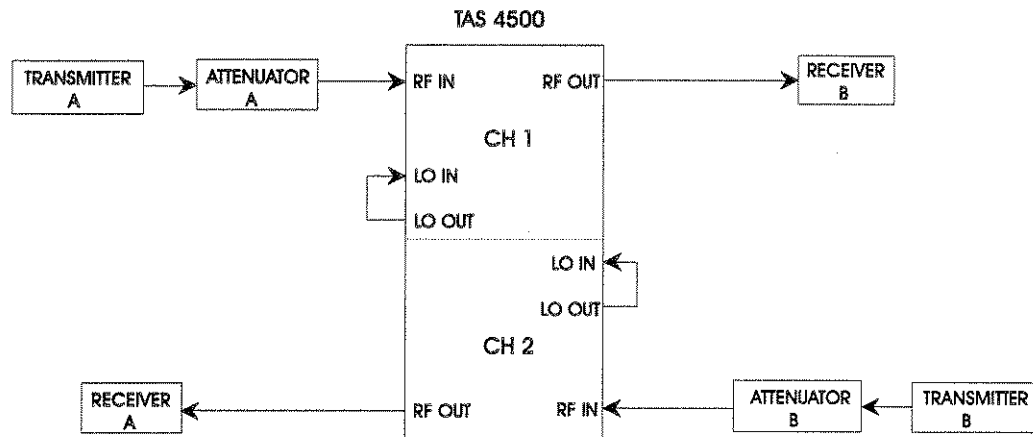 TAS 4500
TRANSMITTER
A
ATTENUATOR
A
RF IN
RF OUT
RECEIVER
B
CH 1
LO IN
LO OUT
LO IN
LO OUT
CH 2
RECEIVER
A
RF OUT
RF IN
ATTENUATOR
B
TRANSMITTER
B